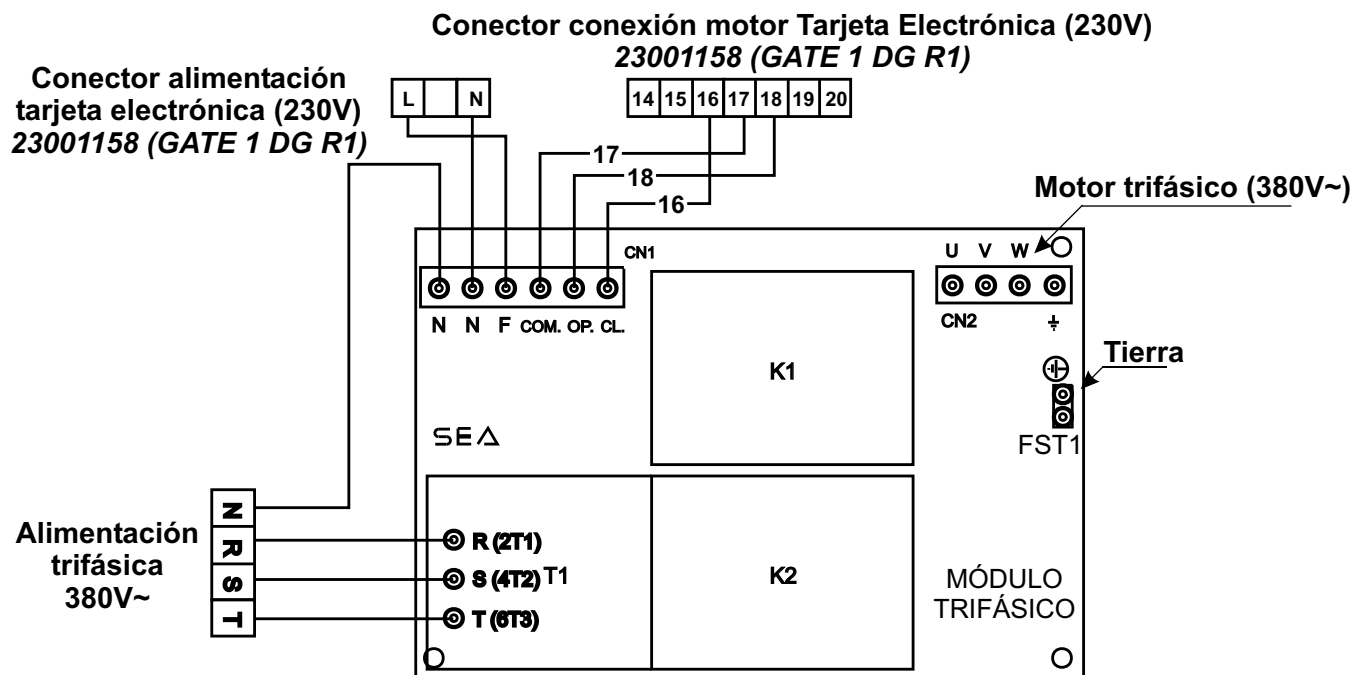 Conector conexión motor Tarjeta Electrónica (230V)
23001158 (GATE 1 DG R1)
Conector alimentación
tarjeta electrónica (230V)
23001158 (GATE 1 DG R1)
L N
14 15 16 17 18 19 20
17
18
16
Motor trifásico (380V~)
CN1
U V W
N N F COM. OP. CL.
CN2
K1
Tierra
SEA
FST1
N
R
S
T
Alimentación
trifásica
380V~
R (2T1)
S (4T2) T1
T (6T3)
K2
MÓDULO
TRIFÁSICO